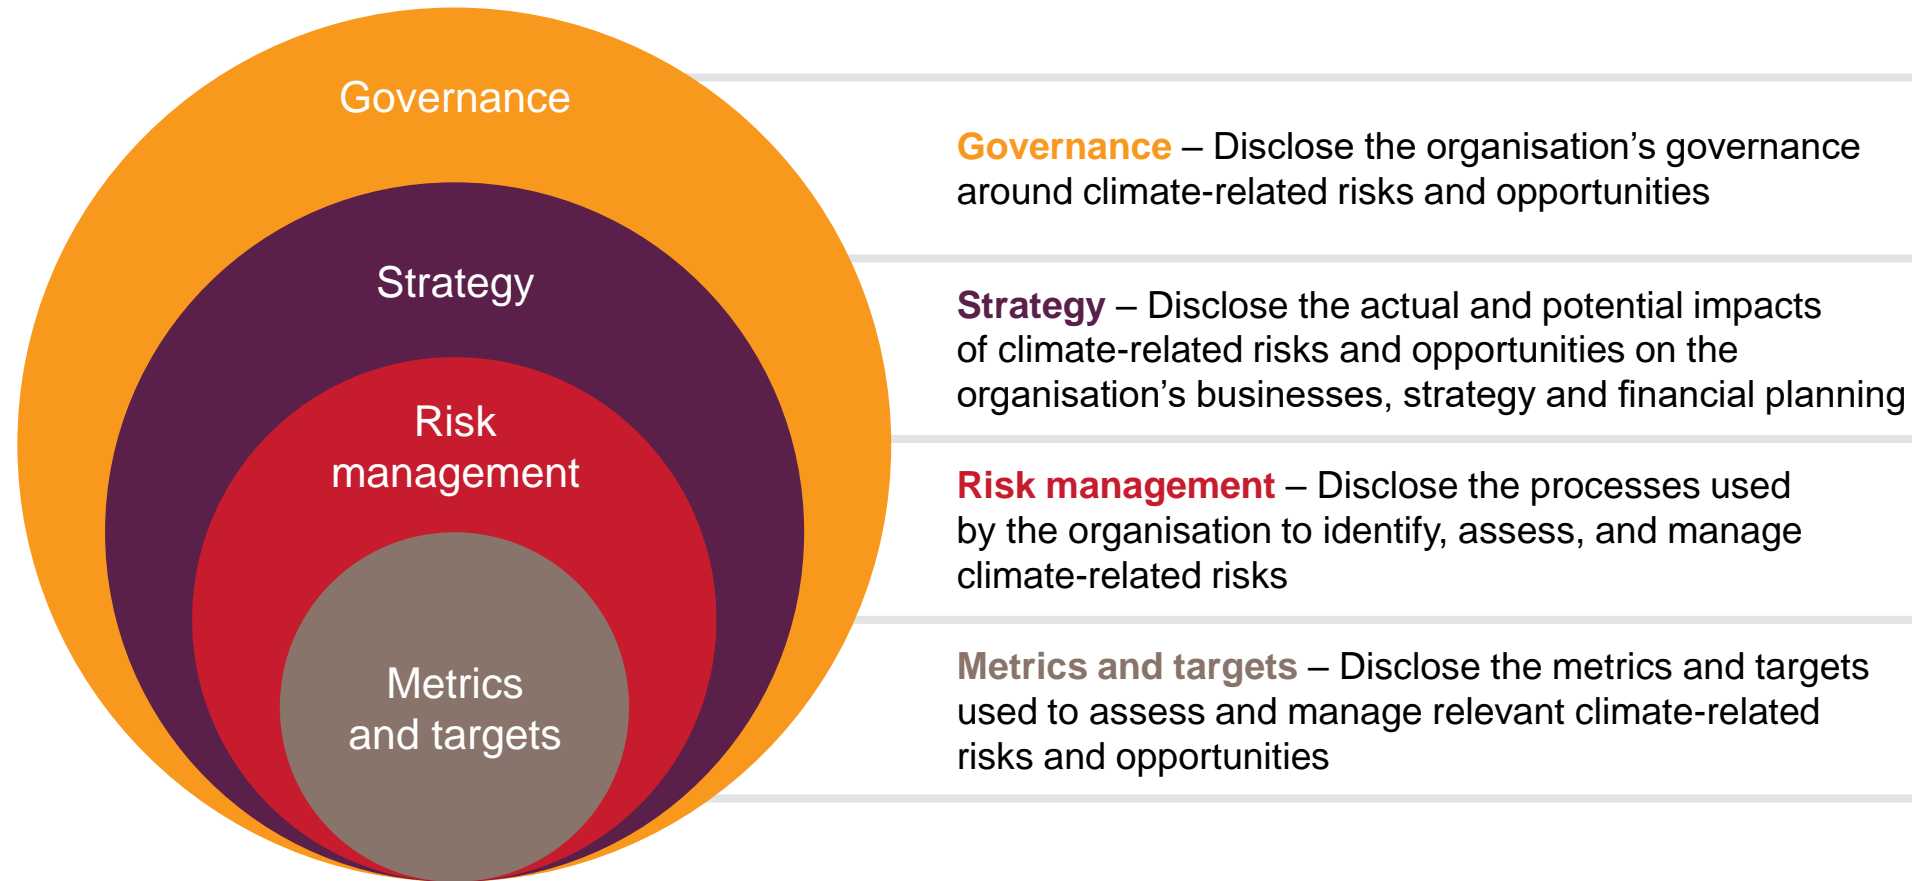 Governance
Strategy
Risk
management
Metrics
and targets
Governance – Disclose the organisation’s governance
around climate-related risks and opportunities
Strategy – Disclose the actual and potential impacts
of climate-related risks and opportunities on the
organisation’s businesses, strategy and financial planning
Risk management – Disclose the processes used
by the organisation to identify, assess, and manage
climate-related risks
Metrics and targets – Disclose the metrics and targets
used to assess and manage relevant climate-related
risks and opportunities